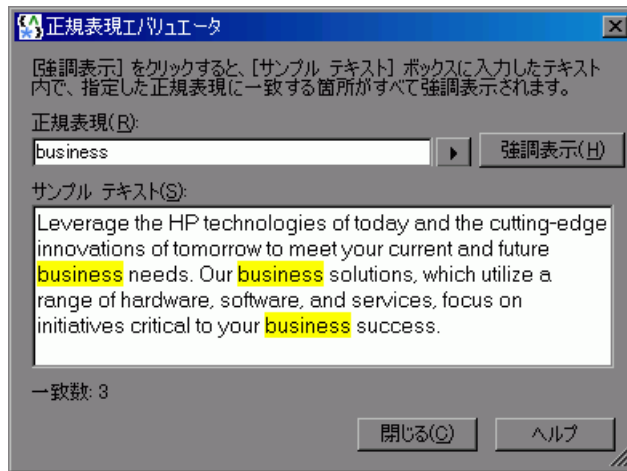 正規表現エバリュエータ
[強調表示] をクリックすると、[サンプル テキスト] ボックスに入力したテキスト
内で、指定した正規表現に一致する箇所がすべて強調表示されます。
正規表現(R):
business
強調表示(H)
サンプル テキスト(S):
Leverage the HP technologies of today and the cutting-edge
innovations of tomorrow to meet your current and future
business needs. Our business solutions, which utilize a
range of hardware, software, and services, focus on
initiatives critical to your business success.
一致数: 3
閉じる(C)
ヘルプ